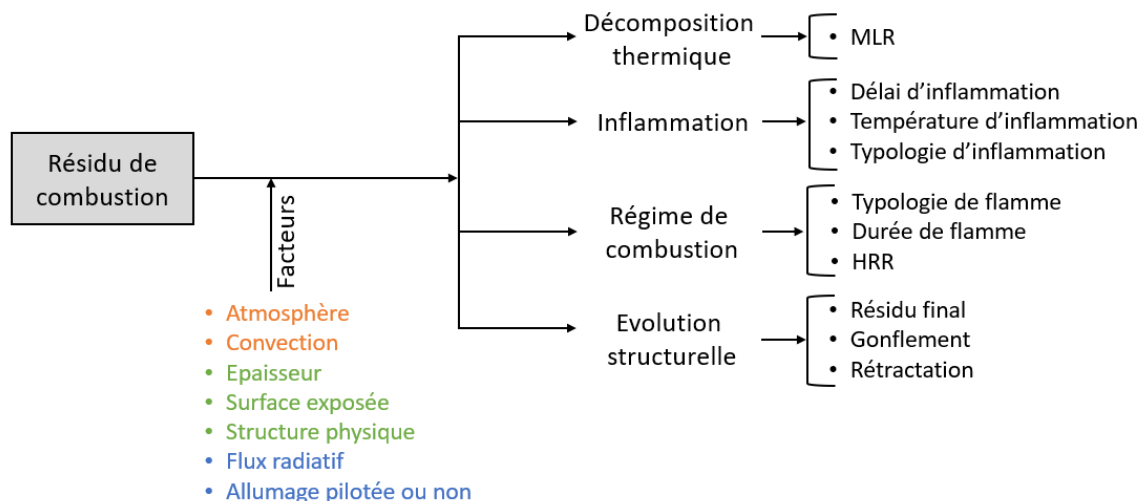 Résidu de
combustion
Facteurs
• Atmosphère
• Convection
• Epaisseur
• Surface exposée
• Structure physique
• Flux radiatif
• Allumage pilotée ou non
Décomposition
thermique
• MLR
Inflammation
• Délai d’inflammation
• Température d’inflammation
• Typologie d’inflammation
Régime de
combustion
• Typologie de flamme
• Durée de flamme
• HRR
Evolution
structurelle
• Résidu final
• Gonflement
• Rétractation